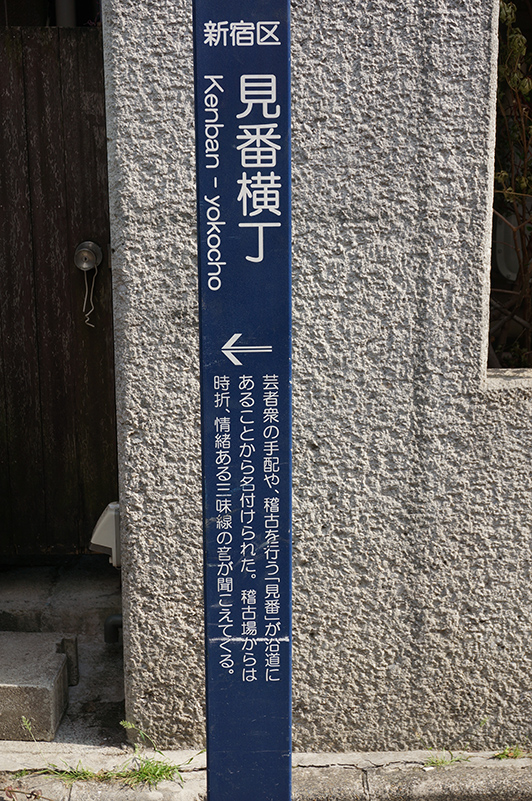 新宿区
見番横丁
Kenban - yokocho
芸者衆の手配や、稽古を行う「見番」が沿道に
あることから名付けられた。稽古場からは
時折、情緒ある三味線の音が聞こえてくる。